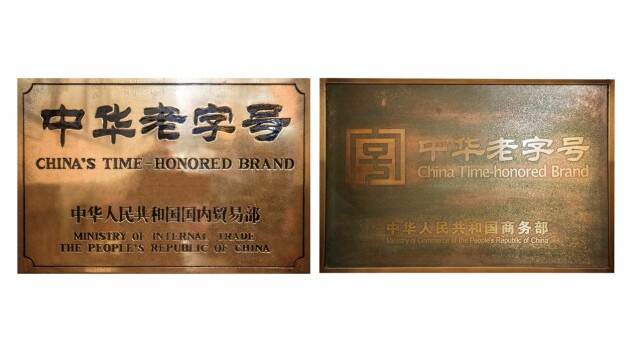 中华老字号
CHINA'S TIME-HONORED BRAND
中华人民共和国国内贸易部
MINISTRY OF INTERNAL TRADE
THE PEOPLE'S REPUBLIC OF CHINA
中华老字号
China Time-honored Brand
中华人民共和国商务部
Ministry of Commerce of the People's Republic of China